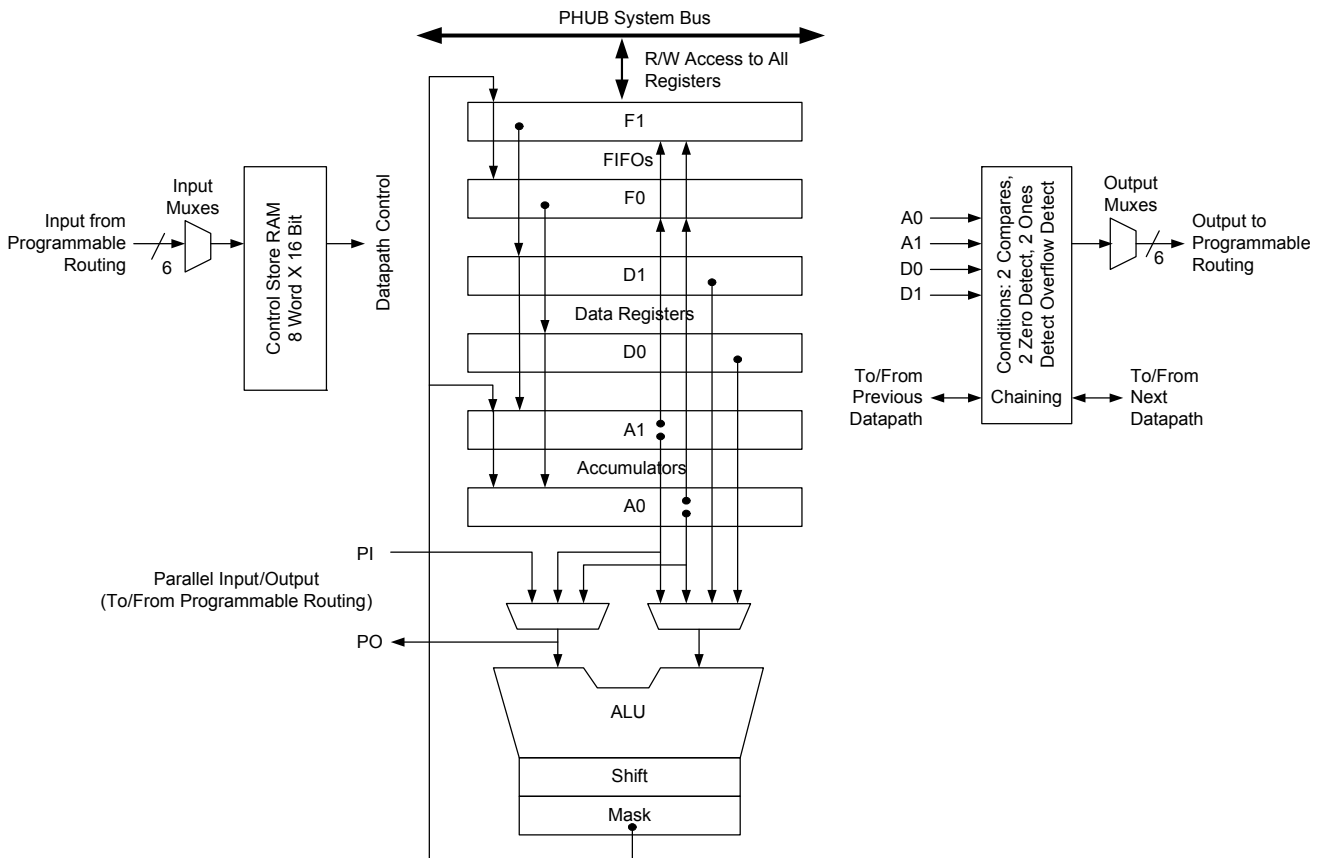 PHUB System Bus
R/W Access to All
Registers
F1
FIFOs
F0
D1
Data Registers
D0
A1
Accumulators
A0
Input from
Programmable
Routing
6
Input
Muxes
Control Store RAM
8 Word X 16 Bit
Datapath Control
PI
Parallel Input/Output
(To/From Programmable Routing)
PO
ALU
Shift
Mask
A0
A1
D0
D1
Conditions: 2 Compares,
2 Zero Detect, 2 Ones
Detect Overflow Detect
Output
Muxes
6
Output to
Programmable
Routing
To/From
Previous
Datapath
Chaining
To/From
Next
Datapath